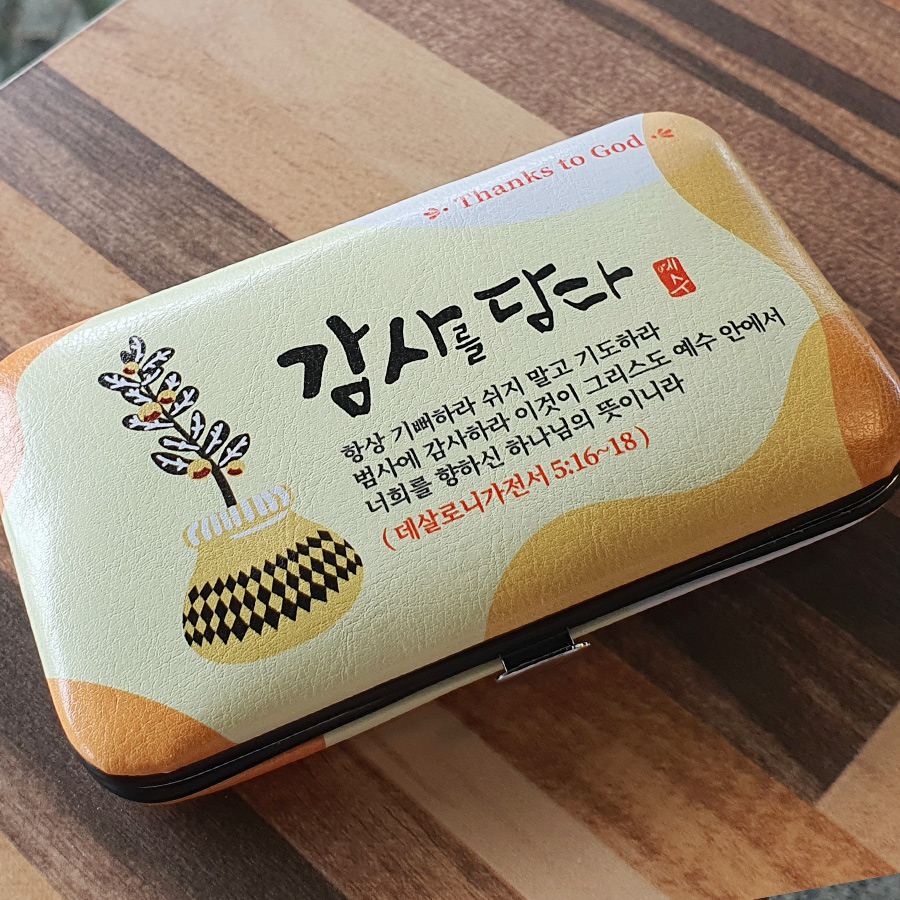 Thanks to God
감사를 담다
예수
항상 기뻐하라 쉬지 말고 기도하라
범사에 감사하라 이것이 그리스도 예수 안에서
너희를 향하신 하나님의 뜻이니라
(데살로니가전서 5:16~18)